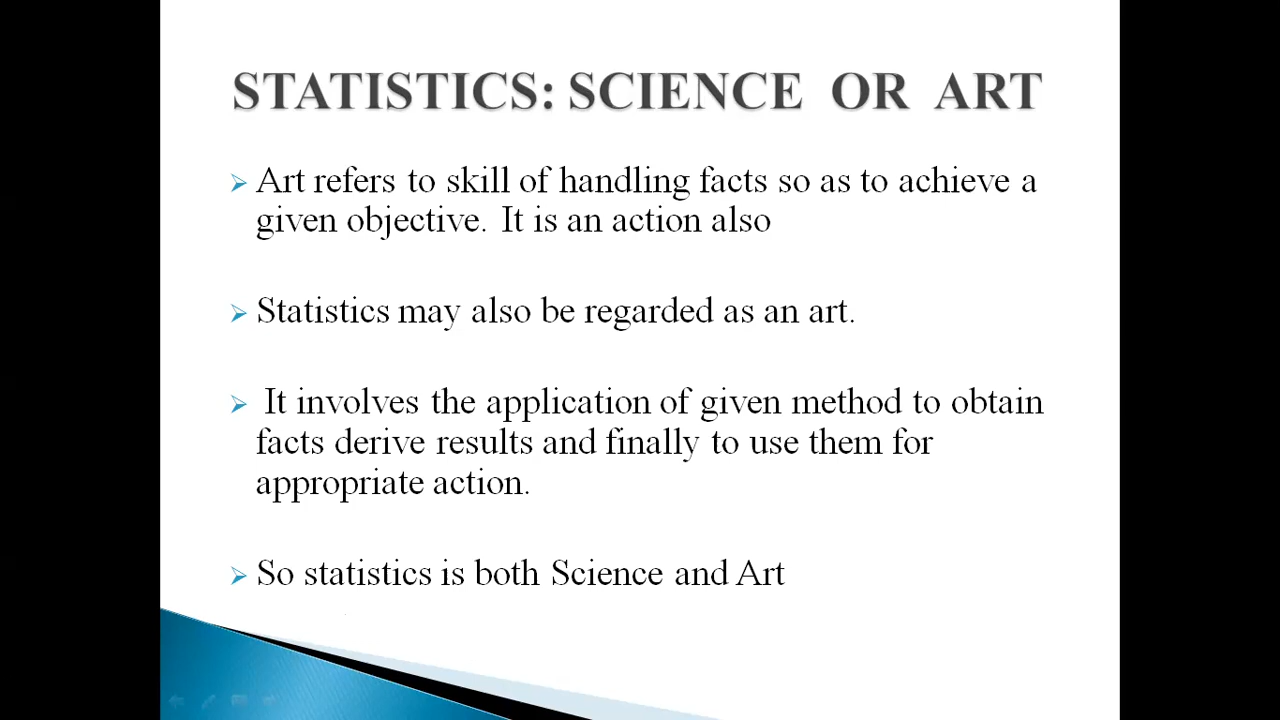 STATISTICS: SCIENCE OR ART
Art refers to skill of handling facts so as to achieve a
given objective. It is an action also
Statistics may also be regarded as an art.
It involves the application of given method to obtain
facts derive results and finally to use them for
appropriate action.
So statistics is both Science and Art